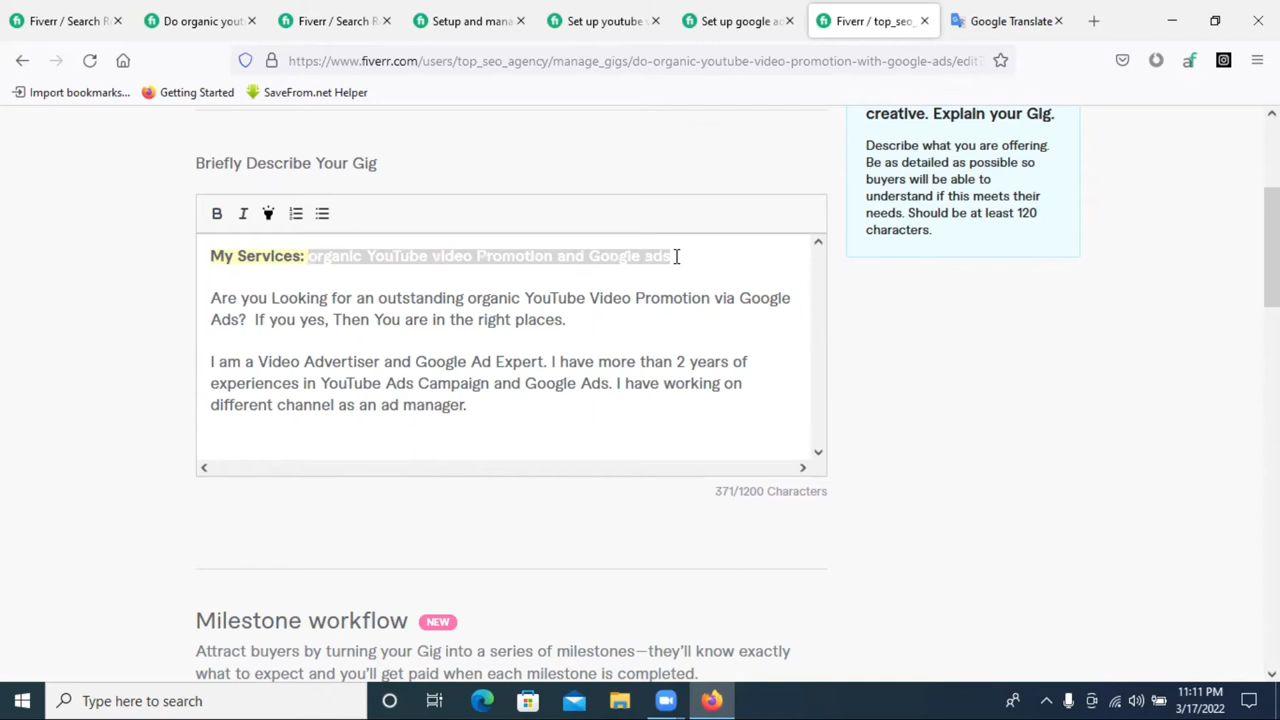 Fiverr / Search R
Do organic yout
Fiverr / Search R
Setup and mana
Set up youtube v
Set up google ad
Fiverr / top_seo_
Google Translate
https://www.fiverr.com/users/top_seo_agency/manage_gigs/do-organic-youtube-video-promotion-with-google-ads/edit?
Import bookmarks...
Getting Started
SaveFrom.net Helper
creative. Explain your Gig.
Describe what you are offering.
Be as detailed as possible so
buyers will be able to
understand if this meets their
needs. Should be at least 120
characters.
Briefly Describe Your Gig
B I
My Services: organic YouTube video Promotion and Google ads
Are you Looking for an outstanding organic YouTube Video Promotion via Google
Ads? If you yes, Then You are in the right places.
I am a Video Advertiser and Google Ad Expert. I have more than 2 years of
experiences in YouTube Ads Campaign and Google Ads. I have working on
different channel as an ad manager.
371/1200 Characters
Milestone workflow NEW
Attract buyers by turning your Gig into a series of milestones—they'll know exactly
what to expect and you'll get paid when each milestone is completed.
Type here to search
11:11 PM
3/17/2022